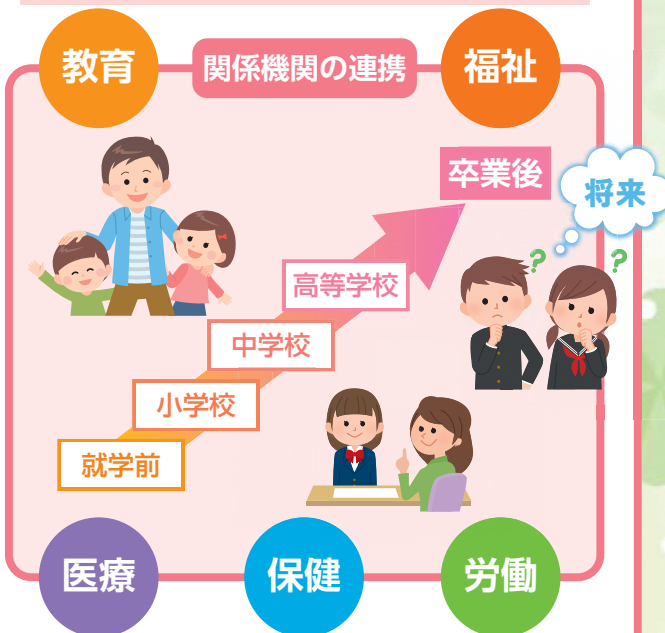 教育
関係機関の連携
福祉
卒業後
将来
?
?
高等学校
中学校
小学校
就学前
医療
保健
労働